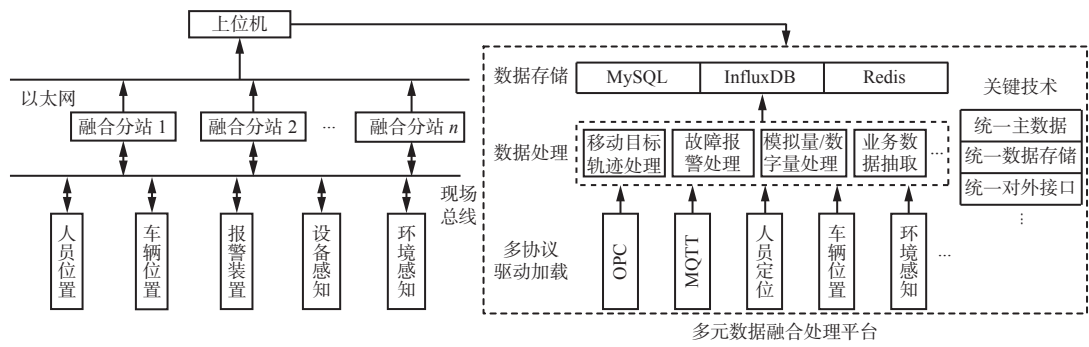 上位机
以太网
融合分站 1
融合分站 2
…
融合分站 n
现场
总线
人员位置
车辆位置
报警装置
设备感知
环境感知
数据存储
MySQL
InfluxDB
Redis
数据处理
移动目标
轨迹处理
故障报
警处理
模拟量/数
字量处理
业务数
据抽取
…
多协议
驱动加载
OPC
MQTT
人员定位
车辆位置
环境感知
…
关键技术
统一主数据
统一数据存储
统一对外接口
…
多元数据融合处理平台